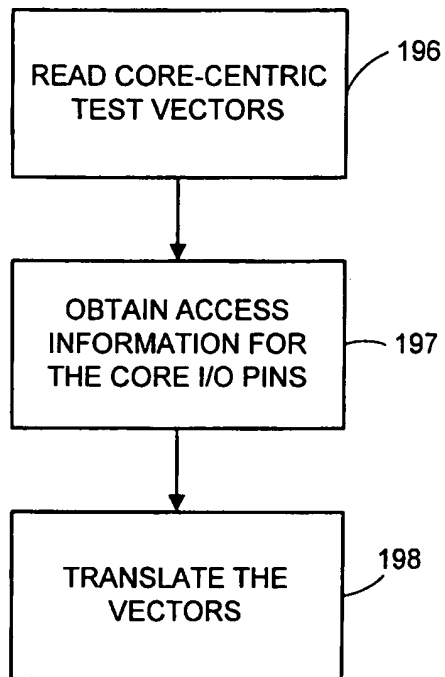 READ CORE-CENTRIC
TEST VECTORS
196
OBTAIN ACCESS
INFORMATION FOR
THE CORE I/O PINS
197
TRANSLATE THE
VECTORS
198